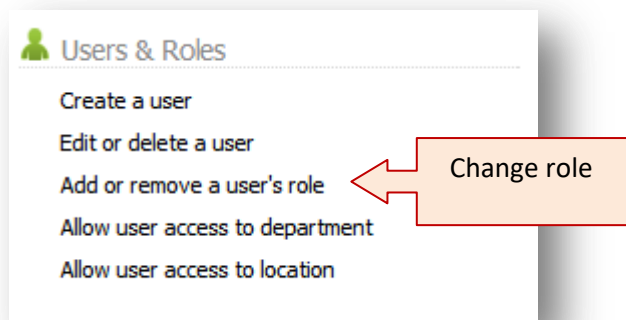 Users & Roles
Create a user
Edit or delete a user
Add or remove a user's role
Change role
Allow user access to department
Allow user access to location